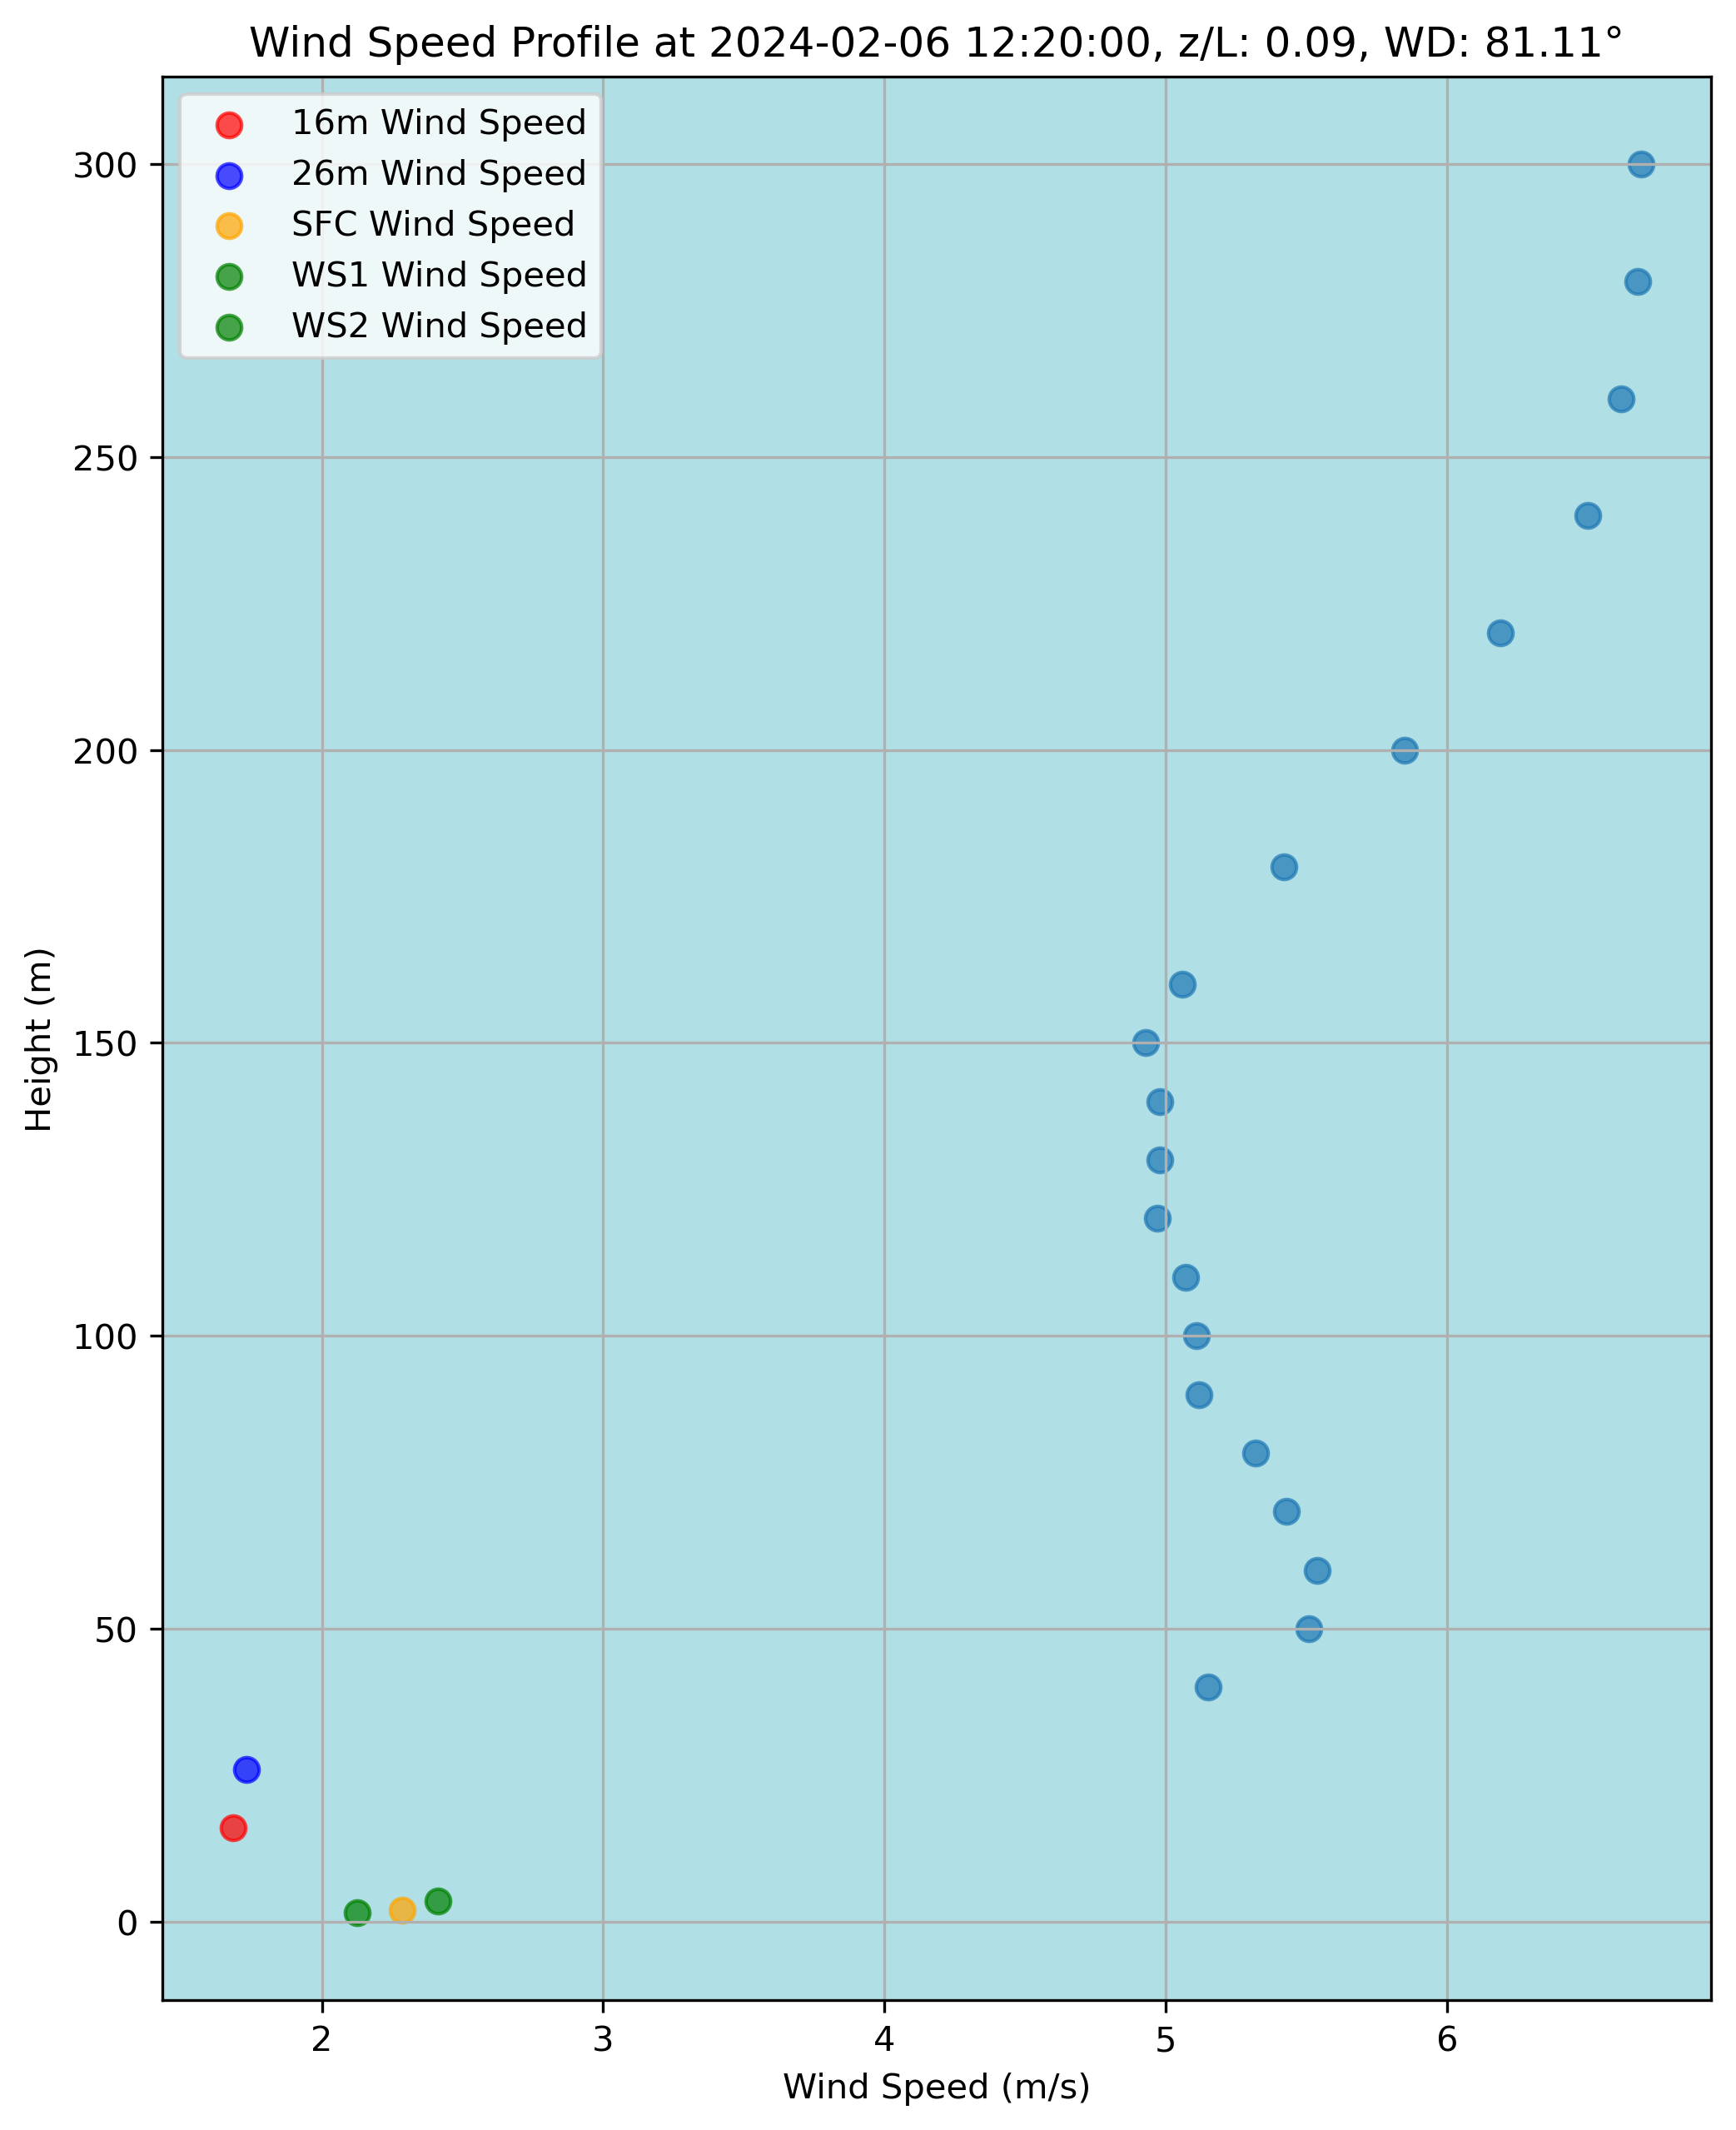 Wind Speed Profile at 2024-02-06 12:20:00, z/L: 0.09, WD: 81.11°
16m Wind Speed
26m Wind Speed
SFC Wind Speed
WS1 Wind Speed
WS2 Wind Speed
300
250
200
150
100
50
0
Height (m)
2 3 4 5 6
Wind Speed (m/s)